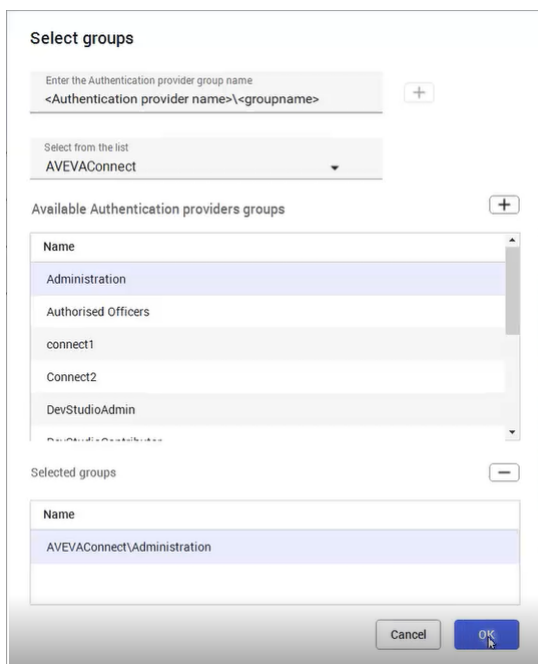 Select groups
Enter the Authentication provider group name
<Authentication provider name>\<groupname>
Select from the list
AVEVAConnect
Available Authentication providers groups
Name
Administration
Authorised Officers
connect1
Connect2
DevStudioAdmin
DevStudioContributor
Selected groups
Name
AVEVAConnect\Administration
Cancel
OK